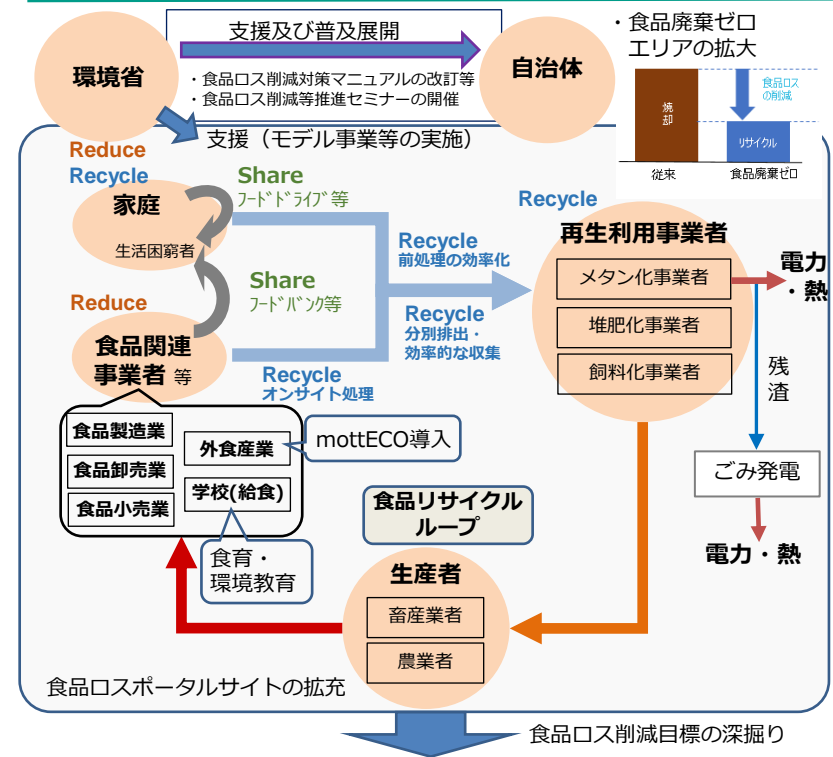 環境省
支援及び普及展開
・食品ロス削減対策マニュアルの改訂等
・食品ロス削減等推進セミナーの開催
自治体
・食品廃棄ゼロ
エリアの拡大
焼却
食品ロス
の削減
リサイクル
従来
食品廃棄ゼロ
支援（モデル事業等の実施）
Reduce
Recycle
家庭
生活困窮者
Share
フードドライブ等
Share
フードバンク等
Reduce
食品関連
事業者 等
Recycle
オンサイト処理
Recycle
前処理の効率化
Recycle
分別排出・
効率的な収集
Recycle
再生利用事業者
メタン化事業者
堆肥化事業者
飼料化事業者
電力
・熱
残渣
ごみ発電
電力・熱
食品製造業
食品卸売業
食品小売業
外食産業
学校(給食)
mottECO導入
食育・
環境教育
食品リサイクル
ループ
生産者
畜産業者
農業者
食品ロスポータルサイトの拡充
食品ロス削減目標の深掘り